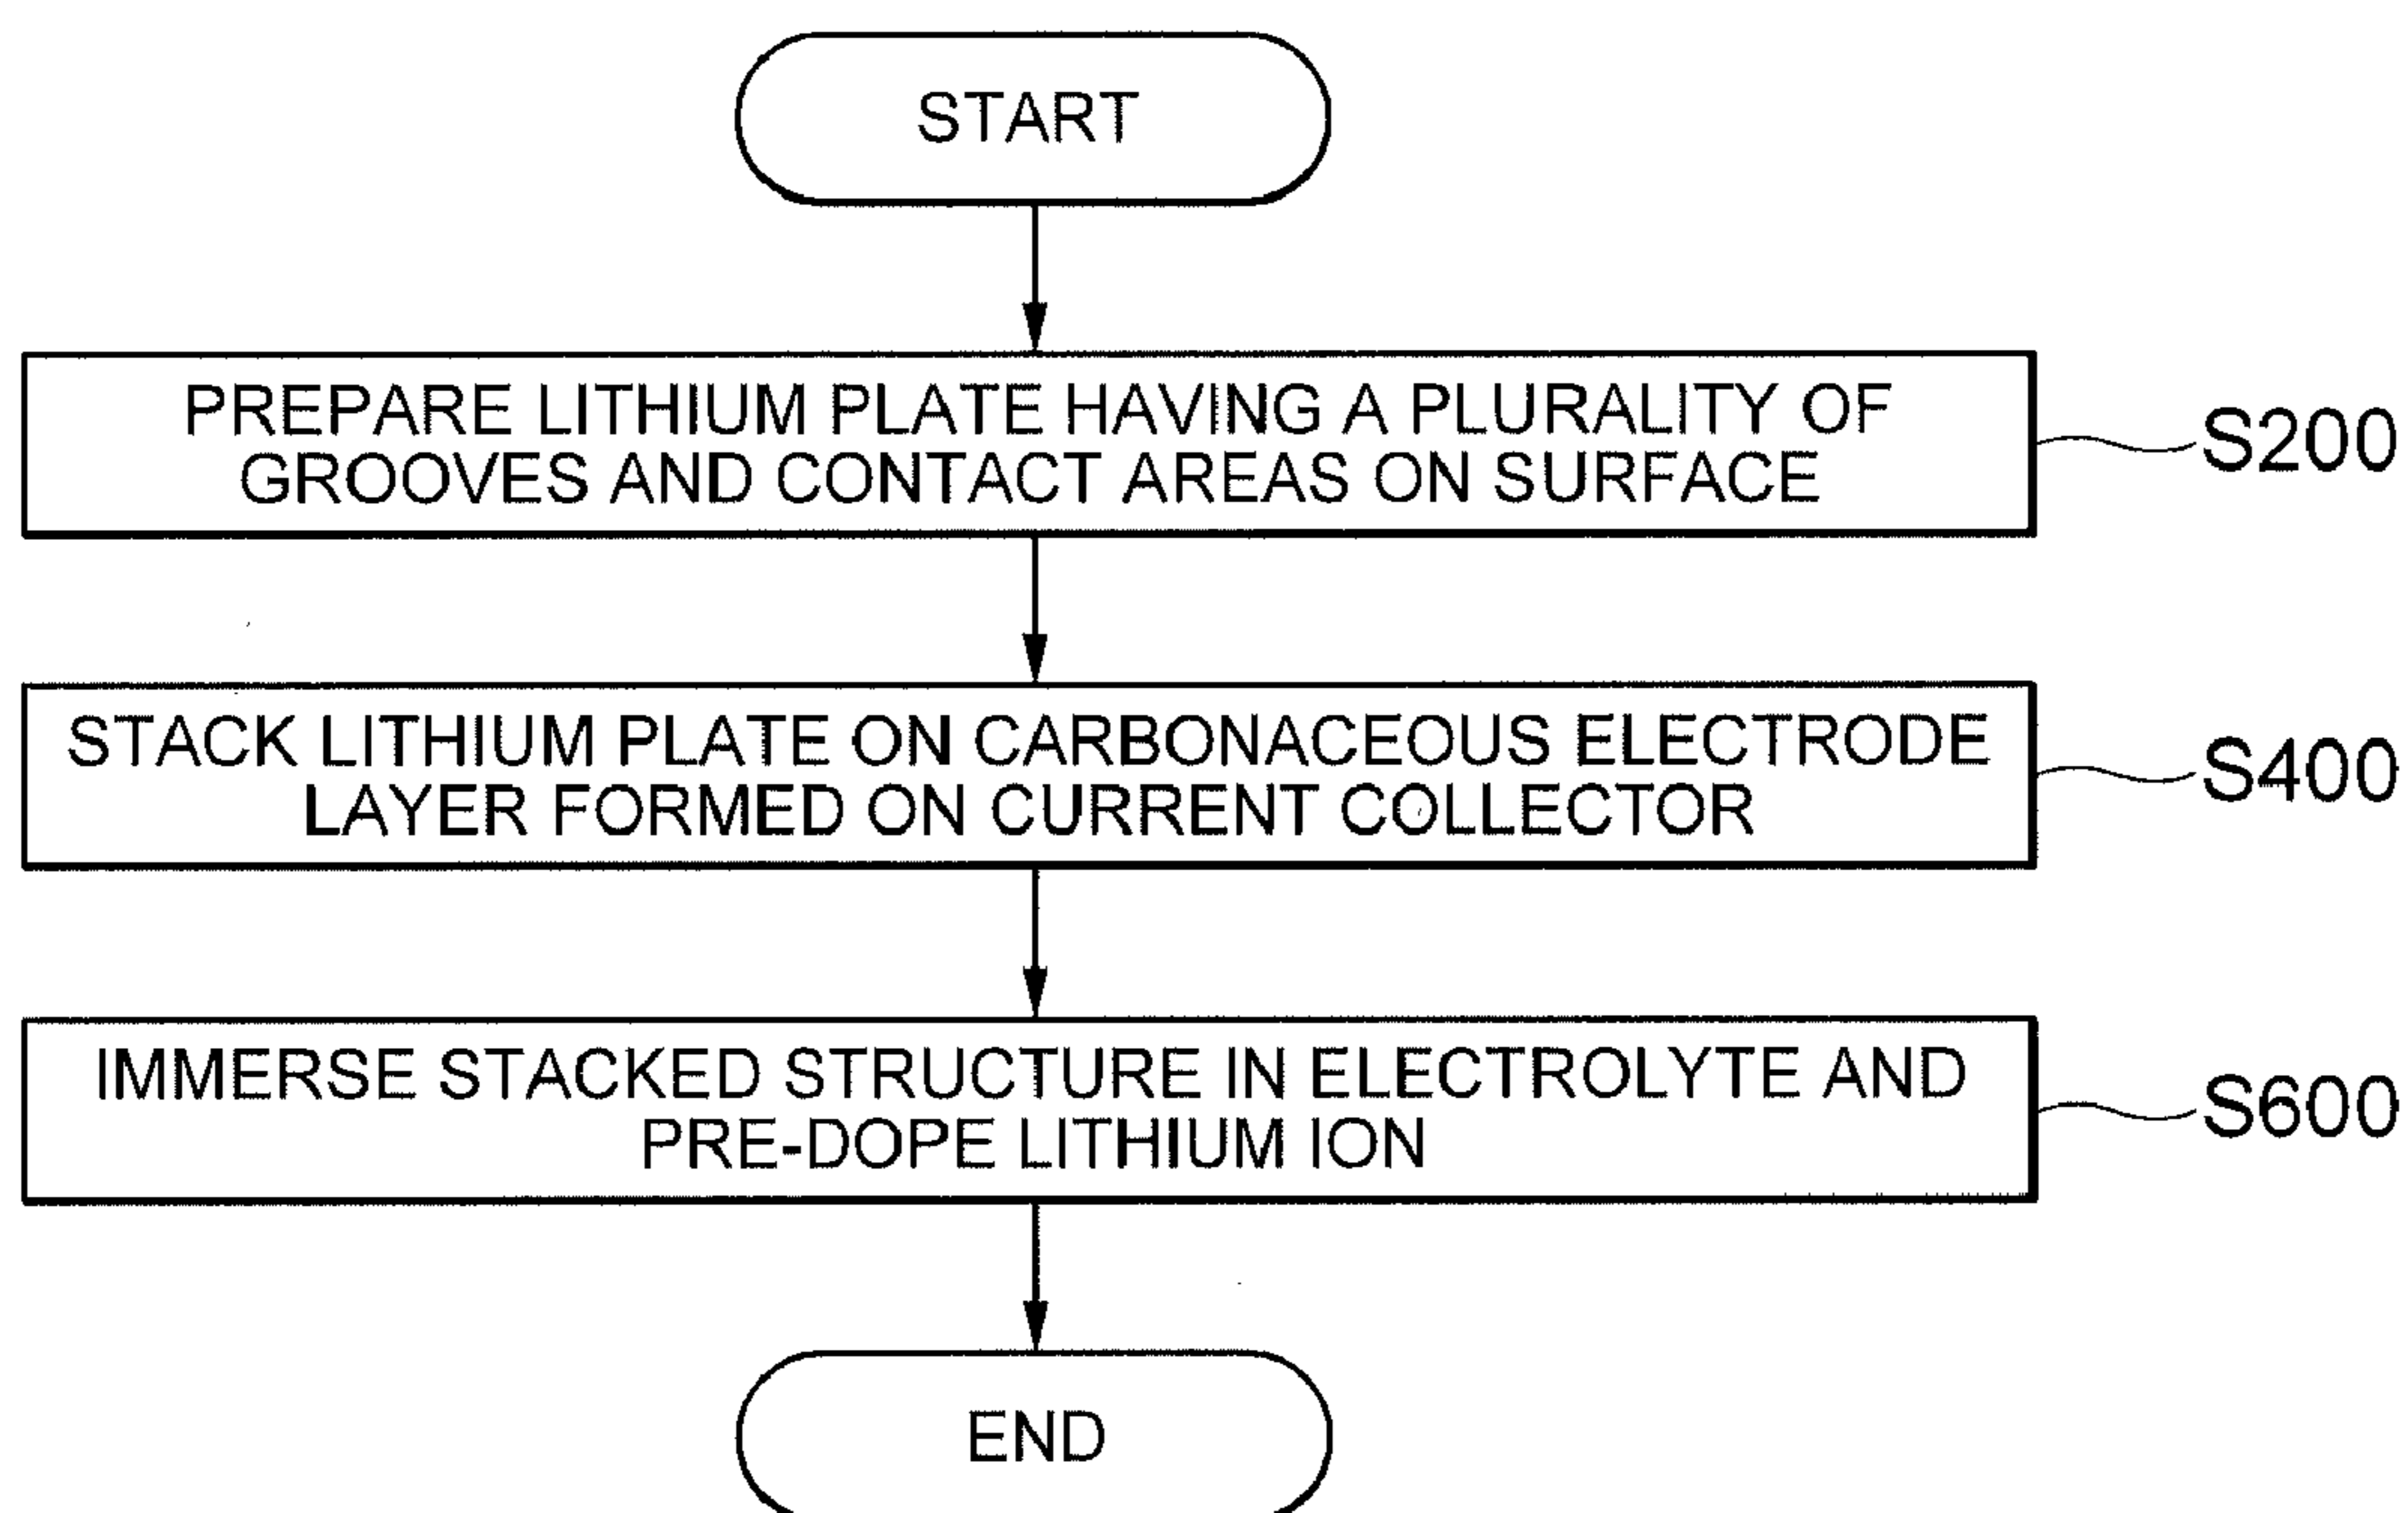 START
PREPARE LITHIUM PLATE HAVING A PLURALITY OF
GROOVES AND CONTACT AREAS ON SURFACE
S200
STACK LITHIUM PLATE ON CARBONACEOUS ELECTRODE
LAYER FORMED ON CURRENT COLLECTOR
S400
IMMERSE STACKED STRUCTURE IN ELECTROLYTE AND
PRE-DOPE LITHIUM ION
S600
END